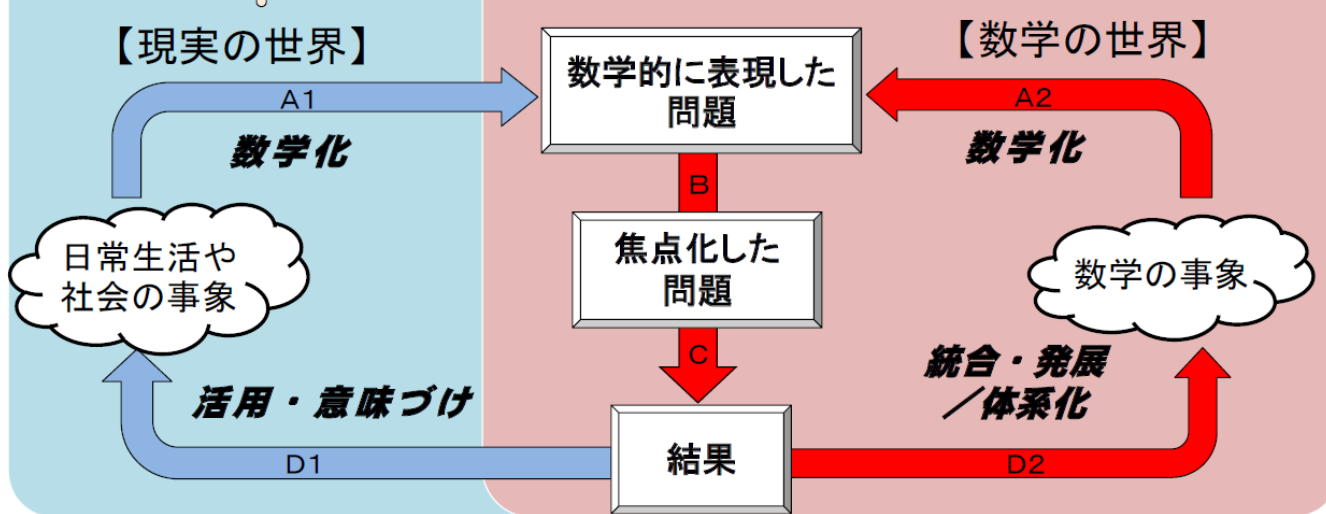 【現実の世界】
【数学の世界】
数学的に表現した
問題
A1
A2
数学化
数学化
B
日常生活や
社会の事象
焦点化した
問題
数学の事象
C
活用・意味づけ
統合・発展
／体系化
結果
D1
D2